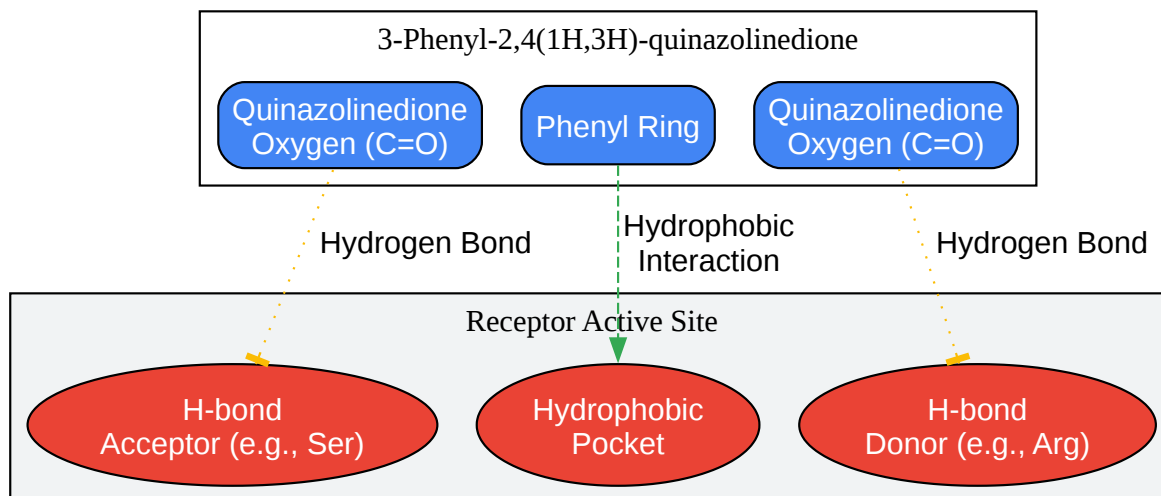 3-Phenyl-2,4(1H,3H)-quinazolinedione
Quinazolinedione
Oxygen (C=O)
Phenyl Ring
Quinazolinedione
Oxygen (C=O)
Hydrogen Bond
Hydrophobic
Interaction
Hydrogen Bond
Receptor Active Site
H-bond
Acceptor (e.g., Ser)
Hydrophobic
Pocket
H-bond
Donor (e.g., Arg)